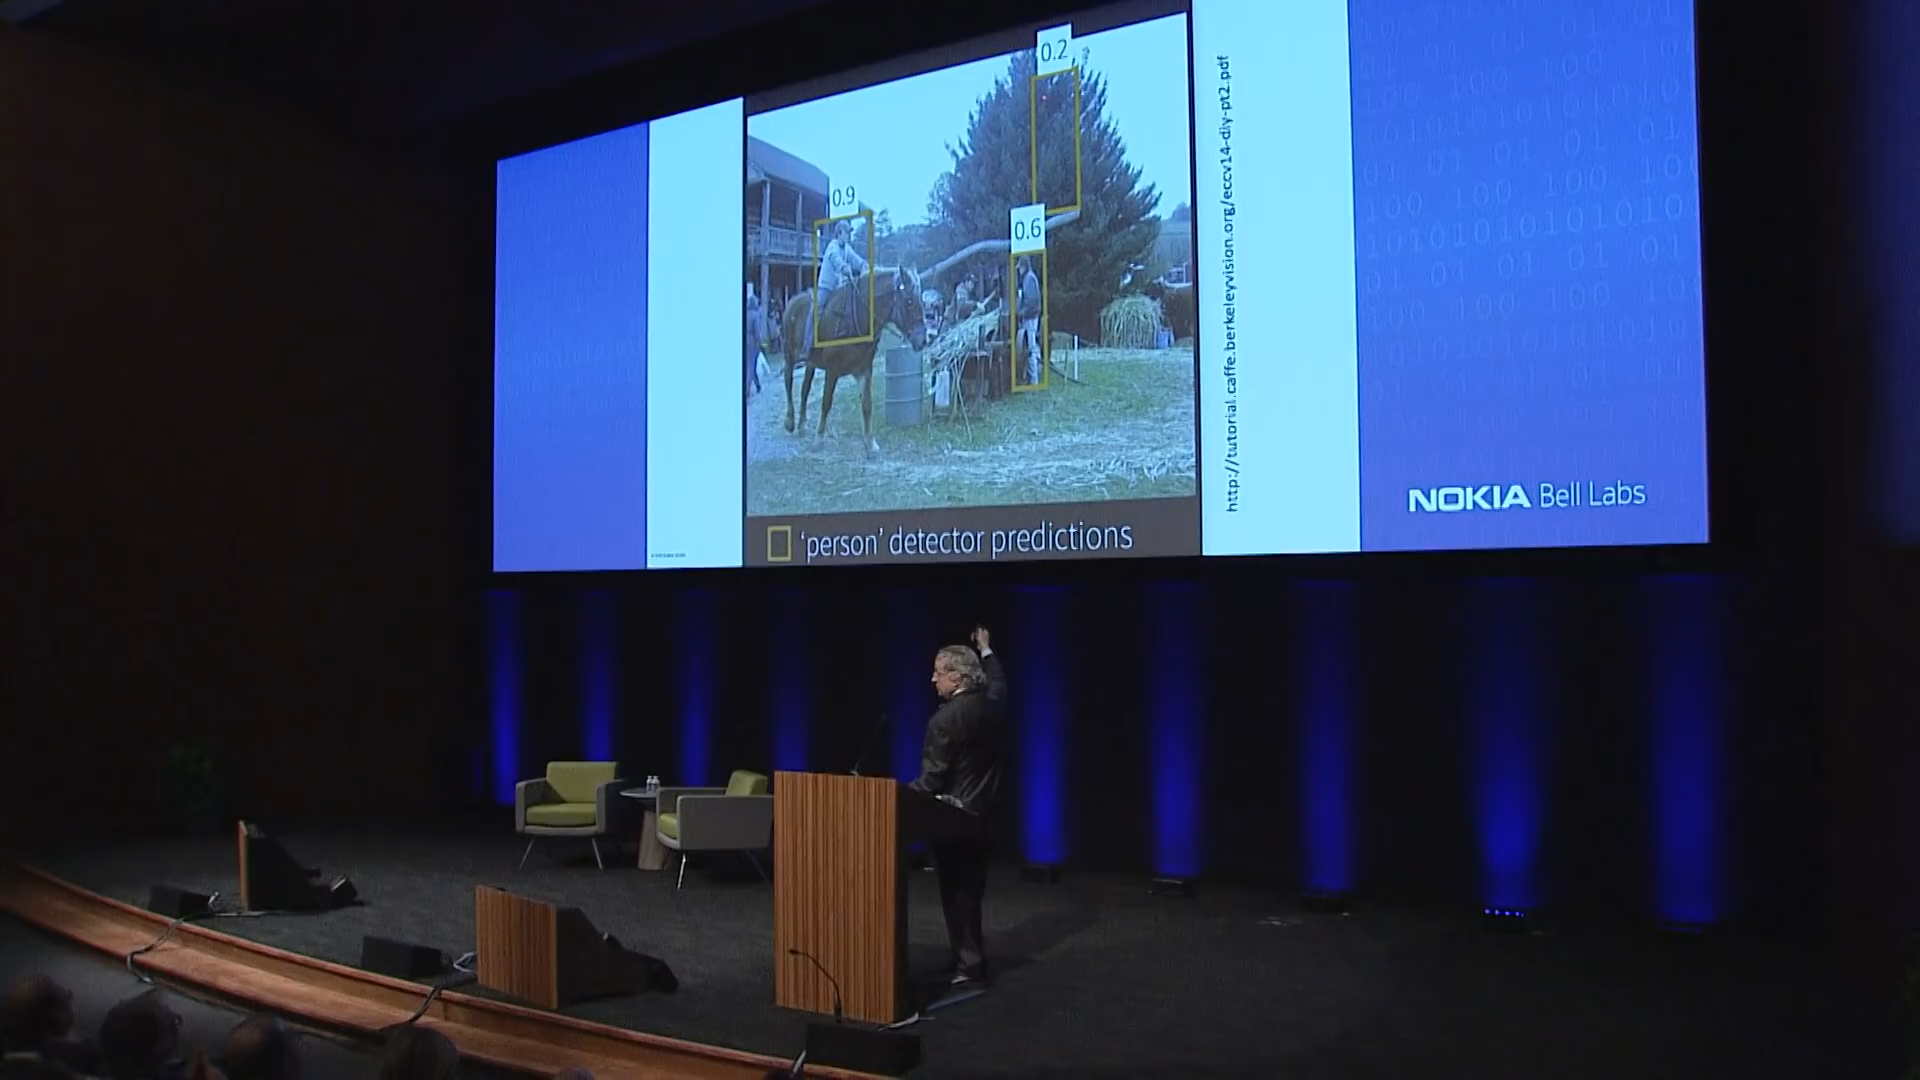 0.2
0.9
0.6
http://tutorial.caffe.berkeleyvision.org/eccv14-diy-pt2.pdf
NOKIA Bell Labs
'person' detector predictions